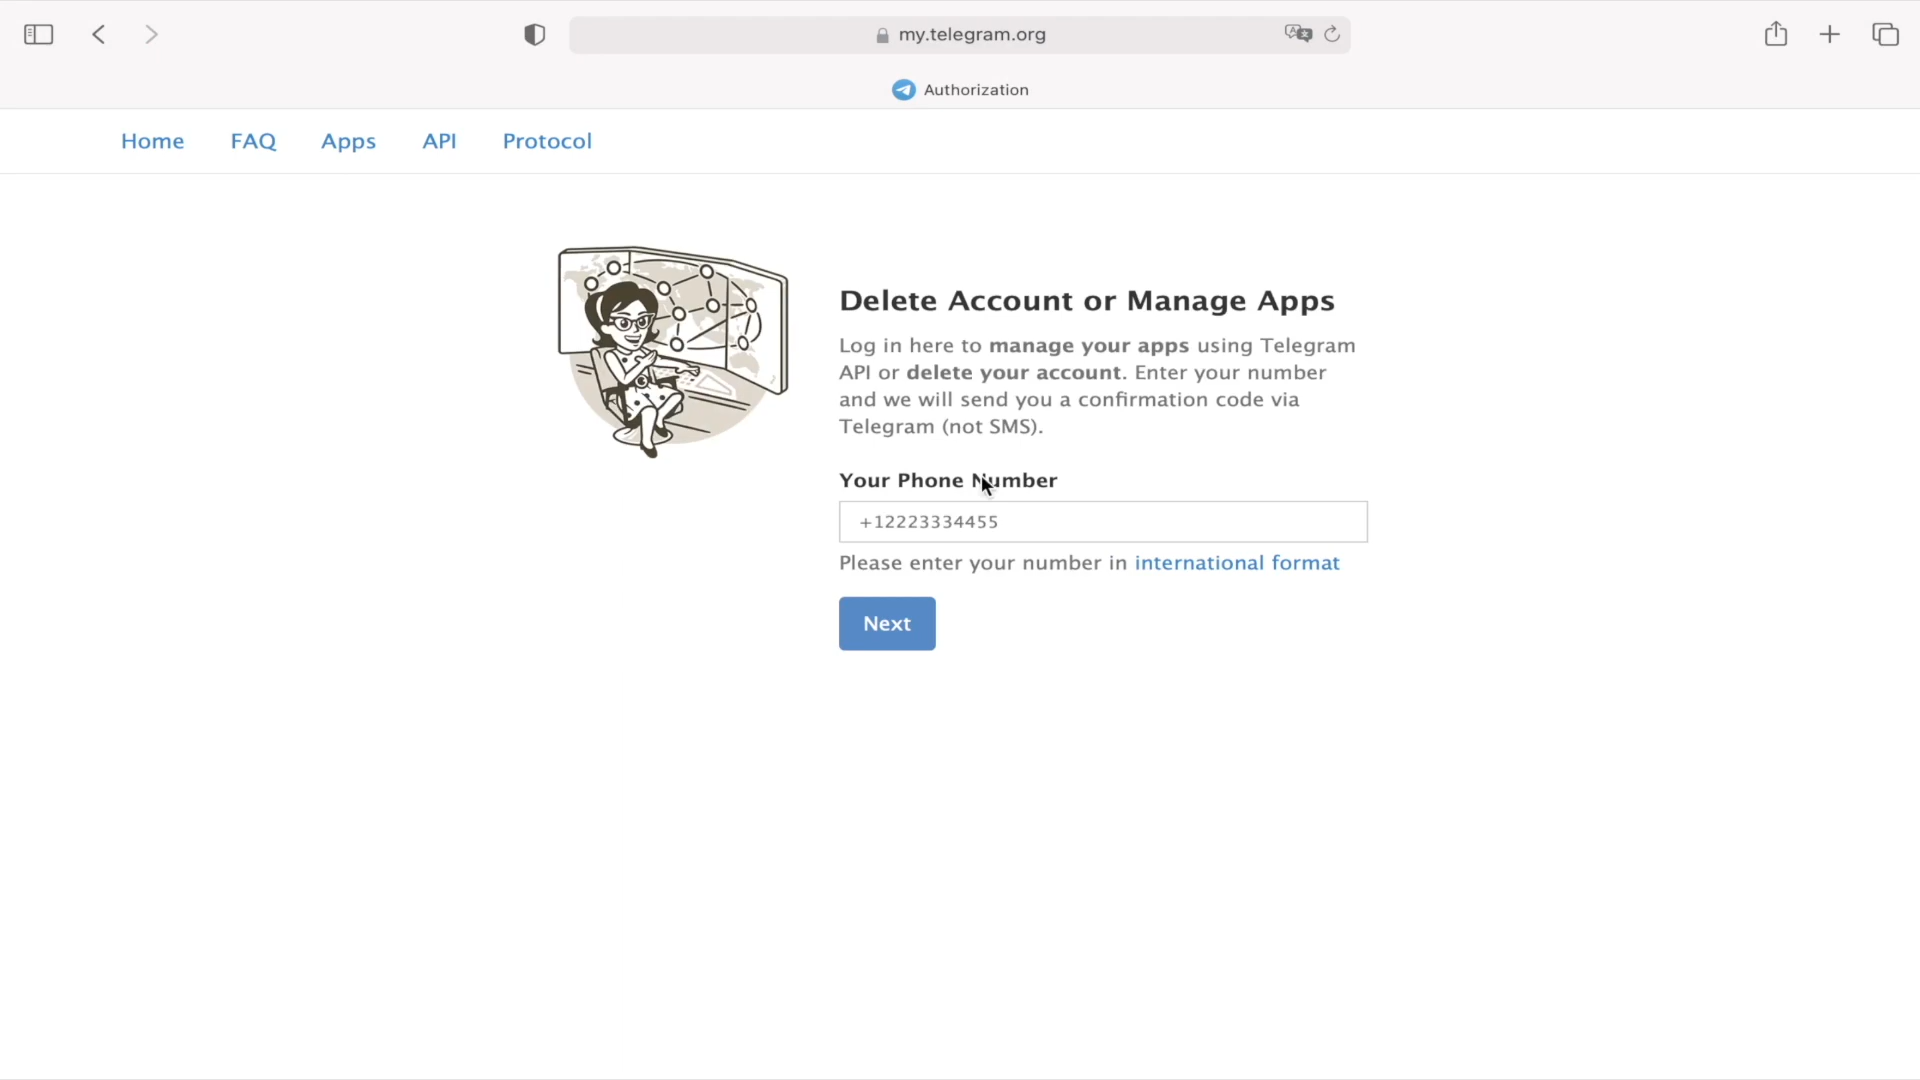 my.telegram.org
Authorization
Home FAQ Apps API Protocol
Delete Account or Manage Apps
Log in here to manage your apps using Telegram
API or delete your account. Enter your number
and we will send you a confirmation code via
Telegram (not SMS).
Your Phone Number
+12223334455
Please enter your number in international format
Next